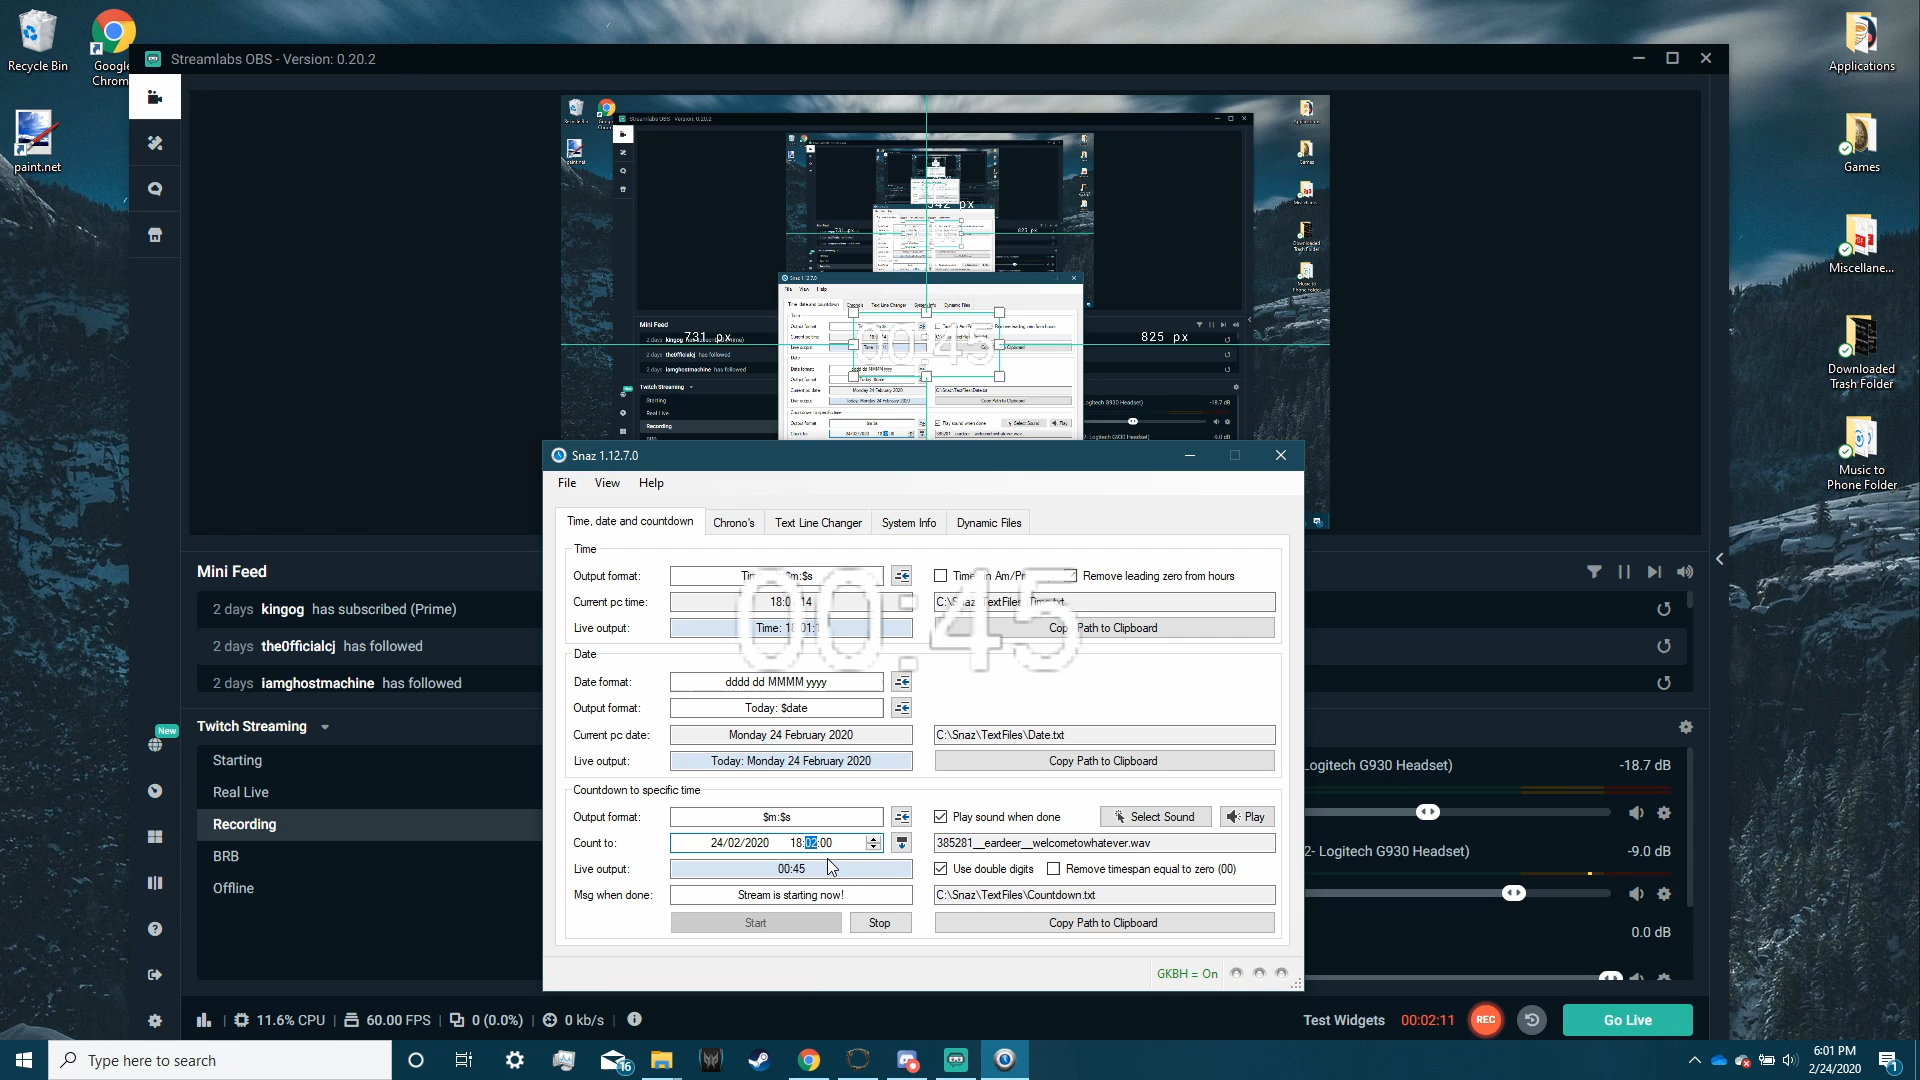 Recycle Bin
Google Chrom
paint.net
Streamlabs OBS - Version: 0.20.2
Applications
Games
Miscellane...
Downloaded
Trash Folder
Music to
Phone Folder
731 px
825 px
00:45
Mini Feed
2 days kingog has subscribed (Prime)
2 days the0fficialcj has followed
2 days iamghostmachine has followed
Twitch Streaming
Starting
Real Live
Recording
BRB
Offline
New
Snaz 1.12.7.0
File View Help
Time, date and countdown
Chrono's
Text Line Changer
System Info
Dynamic Files
Time
Output format:
Remove leading zero from hours
Current pc time:
Live output:
Copy Path to Clipboard
Date
Date format: dddd dd MMMM yyyy
Output format: Today: $date
Current pc date: Monday 24 February 2020 C:\Snaz\TextFiles\Date.txt
Live output: Today: Monday 24 February 2020 Copy Path to Clipboard
Countdown to specific time
Output format: $m:$s Play sound when done Select Sound Play
Count to: 24/02/2020 18:02:00 385281__eardeer__welcometowhatever.wav
Live output: 00:45 Use double digits Remove timespan equal to zero (00)
Msg when done: Stream is starting now! C:\Snaz\TextFiles\Countdown.txt
Start Stop Copy Path to Clipboard
GKBH = On
00:45
Logitech G930 Headset) -18.7 dB
2- Logitech G930 Headset) -9.0 dB
0.0 dB
11.6% CPU 60.00 FPS 0 (0.0%) 0 kb/s
Test Widgets 00:02:11 REC Go Live
Type here to search
16
6:01 PM
2/24/2020
1